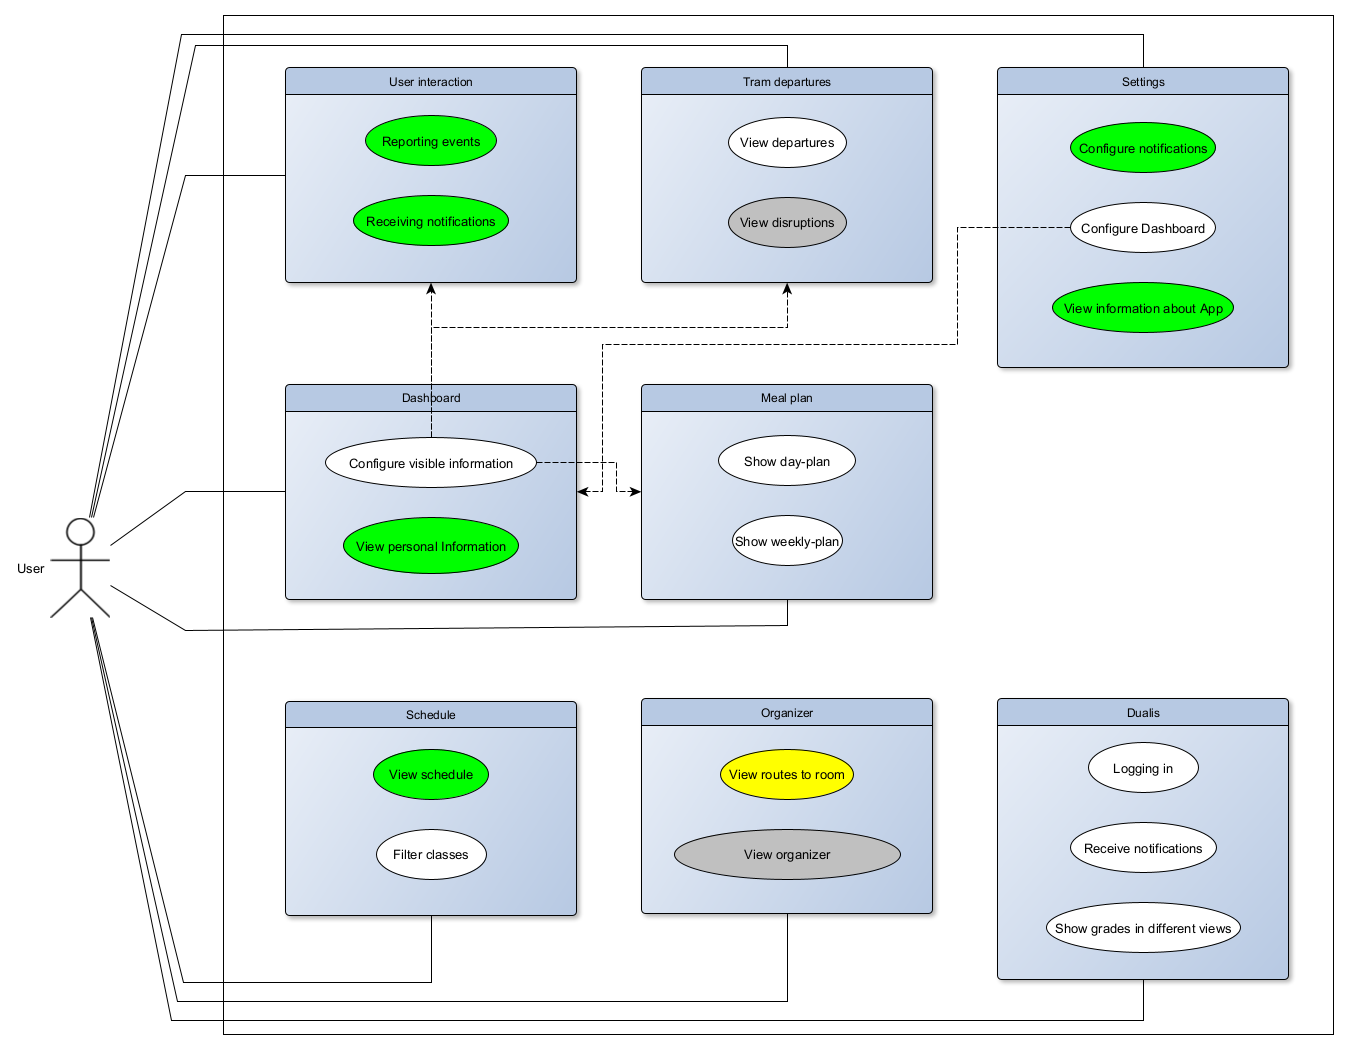 User interaction
Reporting events
Receiving notifications
Tram departures
View departures
View disruptions
Settings
Configure notifications
Configure Dashboard
View information about App
Dashboard
Configure visible information
View personal Information
Meal plan
Show day-plan
Show weekly-plan
User
Schedule
View schedule
Filter classes
Organizer
View routes to room
View organizer
Dualis
Logging in
Receive notifications
Show grades in different views